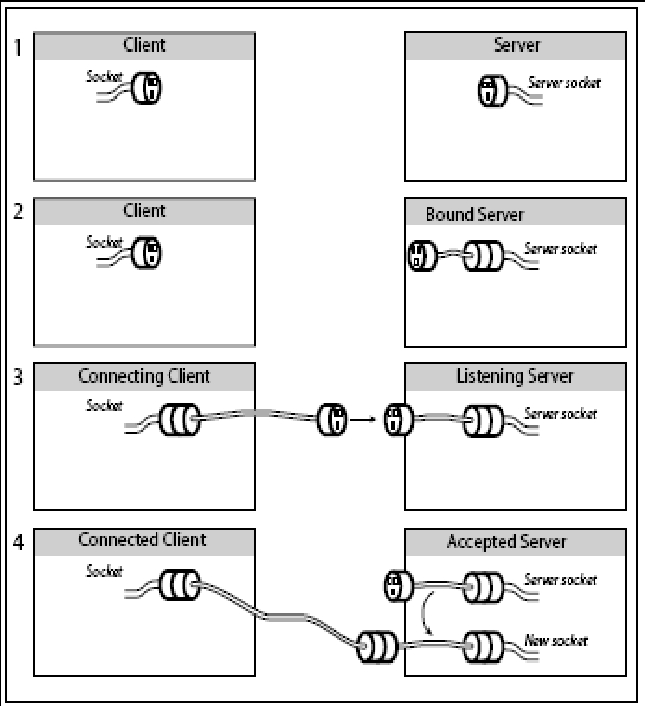 1
Client
Server
Socket
Server socket
2
Client
Bound Server
Socket
Server socket
3
Connecting Client
Listening Server
Socket
Server socket
4
Connected Client
Accepted Server
Socket
Server socket
New socket